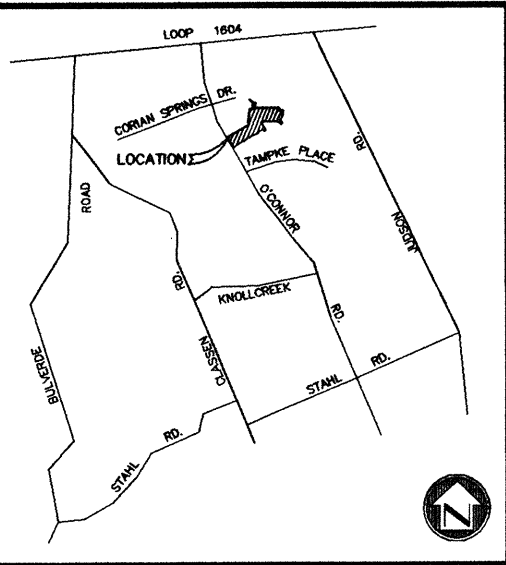 LOOP 1604
CORIAN SPRINGS DR.
LOCATION
TAMPKE PLACE
ROAD
O'CONNOR
RD.
JUDSON
RD.
KNOLLCREEK
RD.
CLASSEN
BULVERDE
STAHL RD.
RD.
STAHL
N